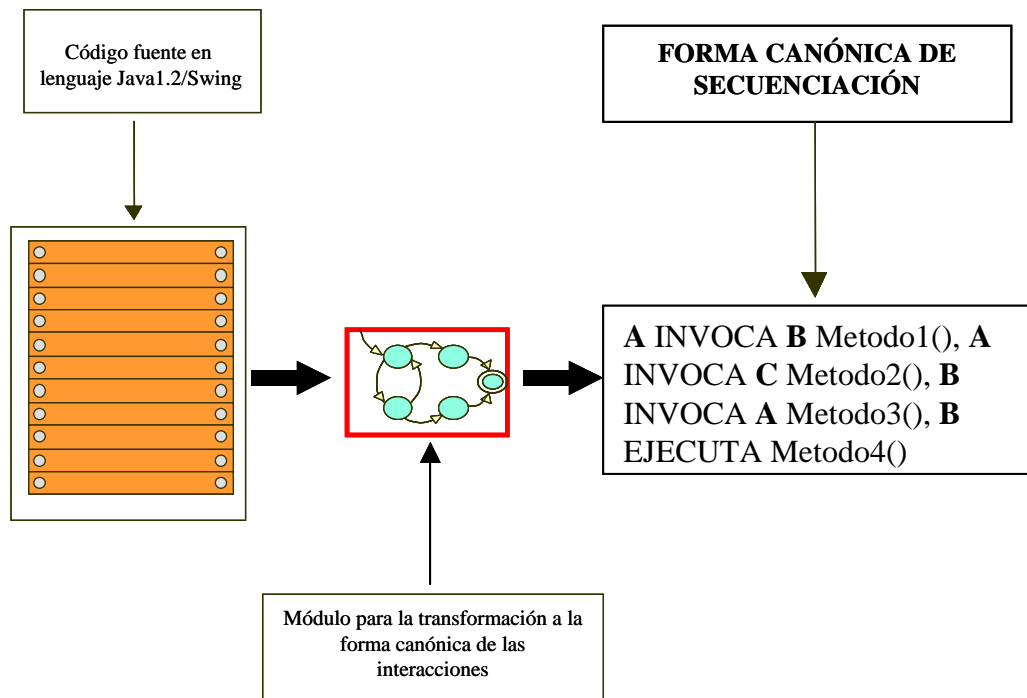 Código fuente en
lenguaje Java1.2/Swing
FORMA CANÓNICA DE
SECUENCIACIÓN
A INVOCA B Metodo1(), A
INVOCA C Metodo2(), B
INVOCA A Metodo3(), B
EJECUTA Metodo4()
Módulo para la transformación a la
forma canónica de las
interacciones